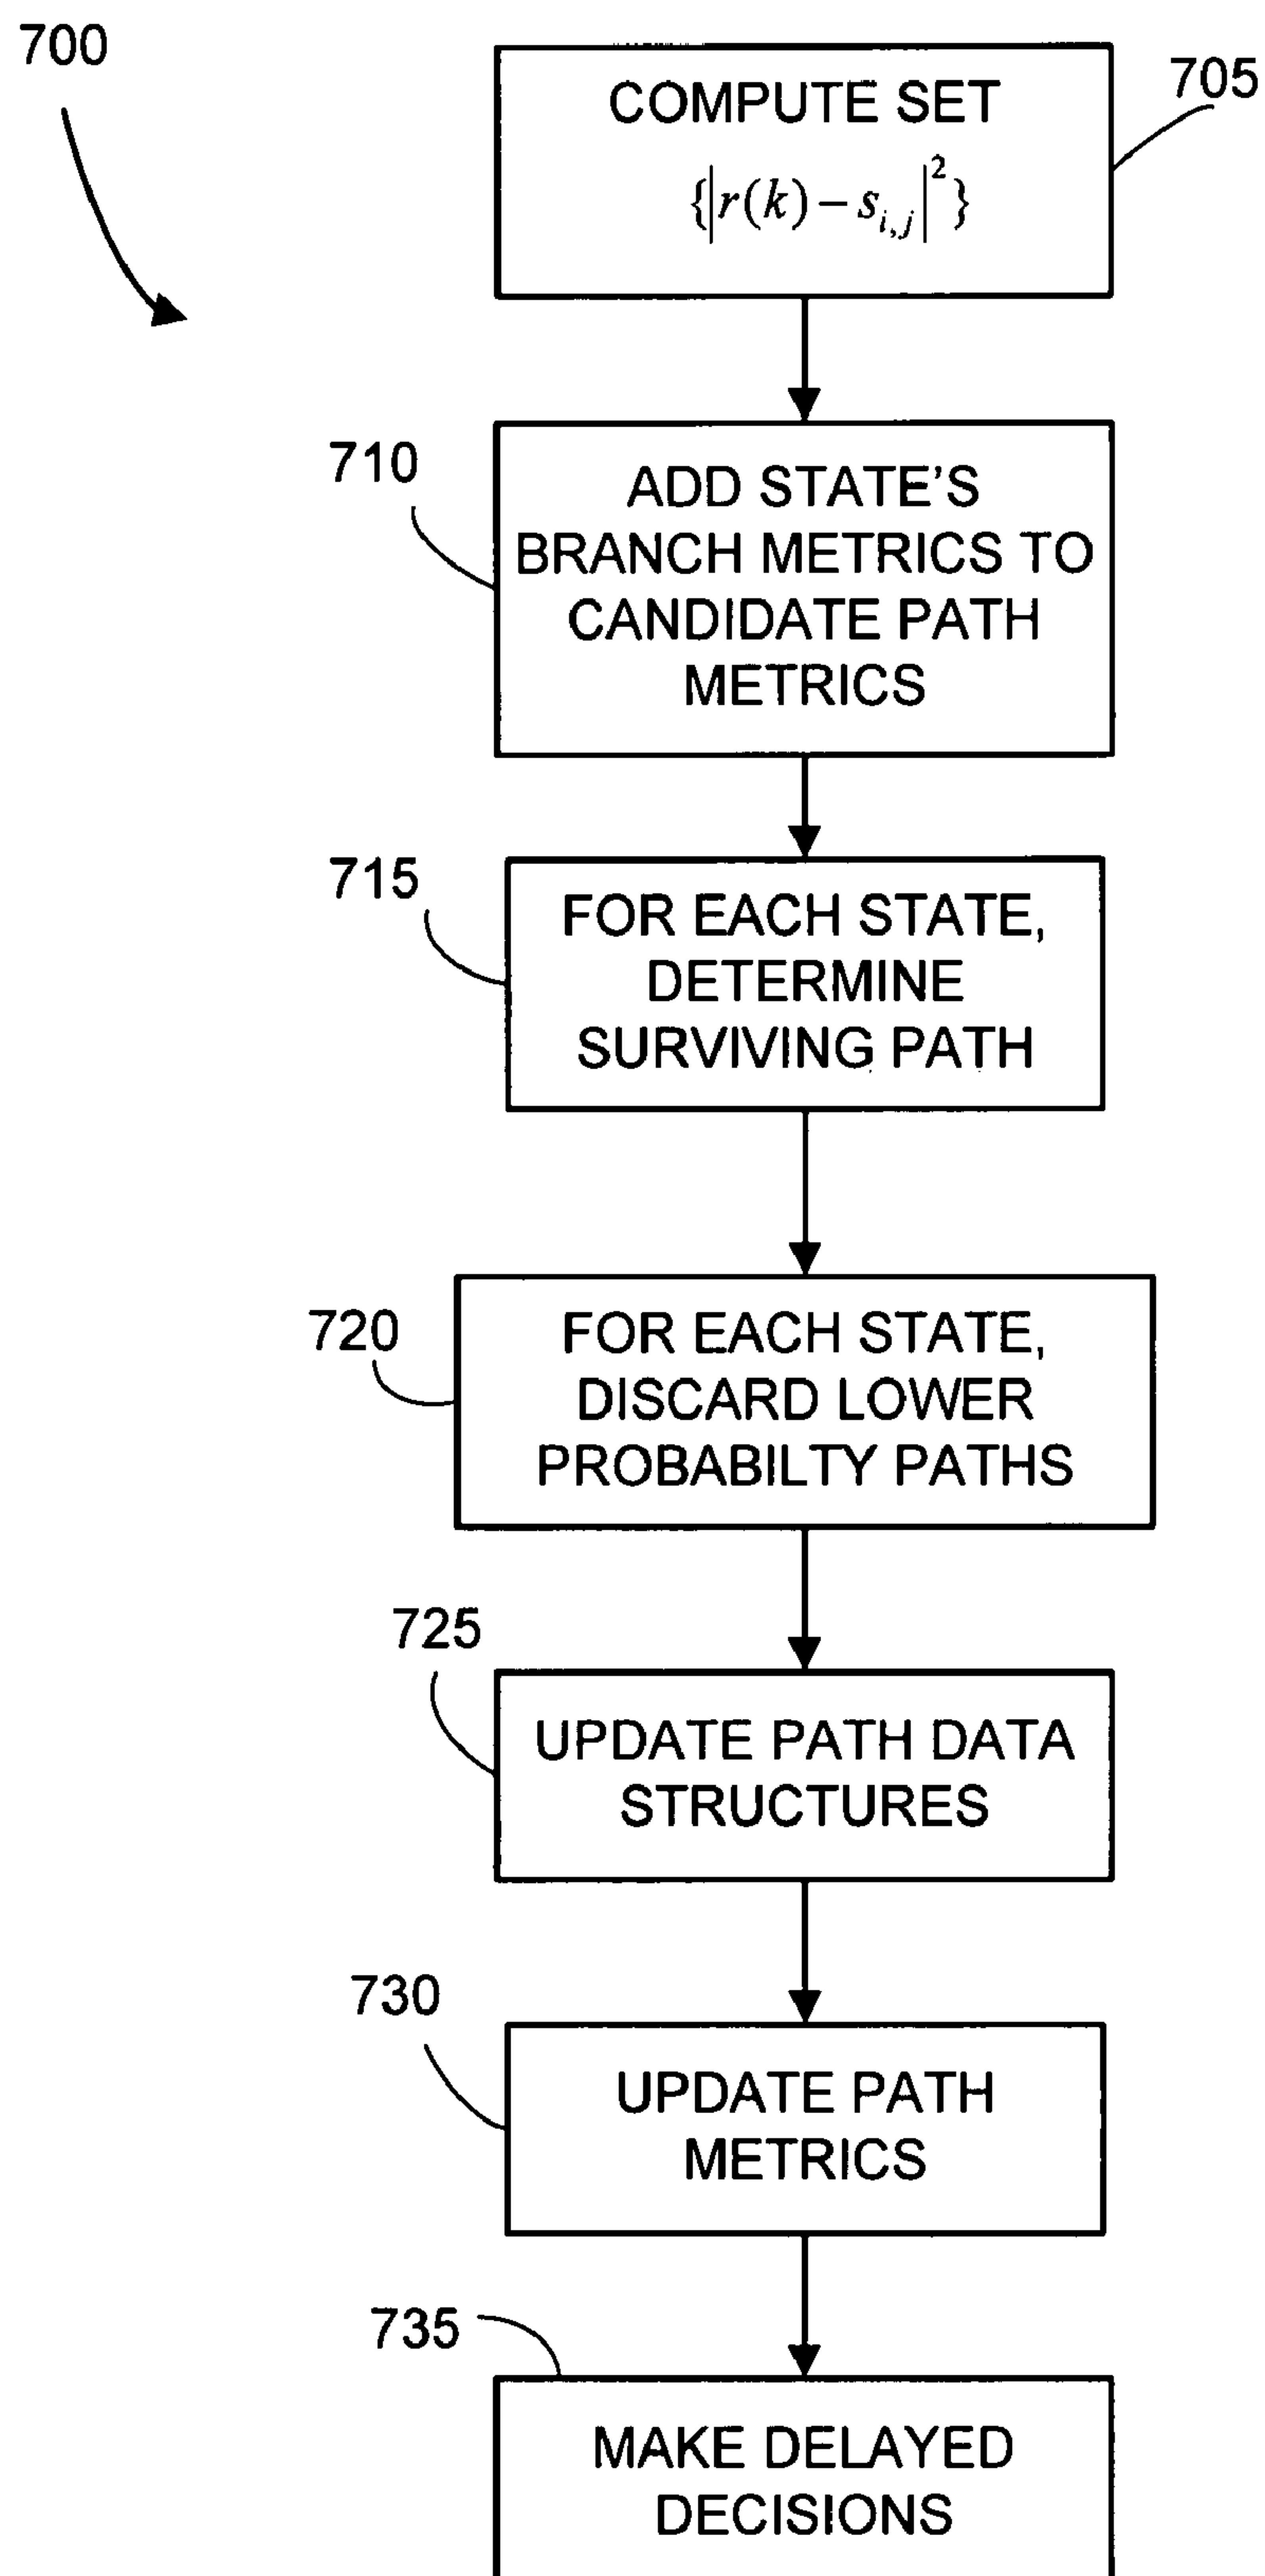 700
705
COMPUTE SET
{|r(k) – s_{i,j}|^2}
710
ADD STATE'S
BRANCH METRICS TO
CANDIDATE PATH
METRICS
715
FOR EACH STATE,
DETERMINE
SURVIVING PATH
720
FOR EACH STATE,
DISCARD LOWER
PROBABILTY PATHS
725
UPDATE PATH DATA
STRUCTURES
730
UPDATE PATH
METRICS
735
MAKE DELAYED
DECISIONS